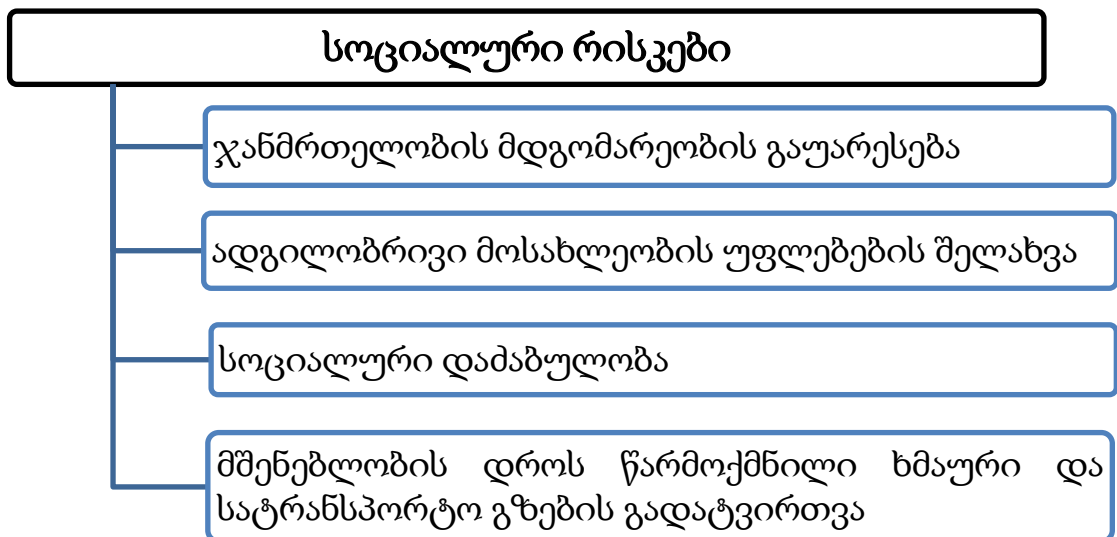 სოციალური რისკები
ჯანმრთელობის მდგომარეობის გაუარესება
ადგილობრივი მოსახლეობის უფლებების შელახვა
სოციალური დაძაბულობა
მშენებლობის დროს წარმოქმნილი ხმაური და
სატრანსპორტო გზების გადატვირთვა